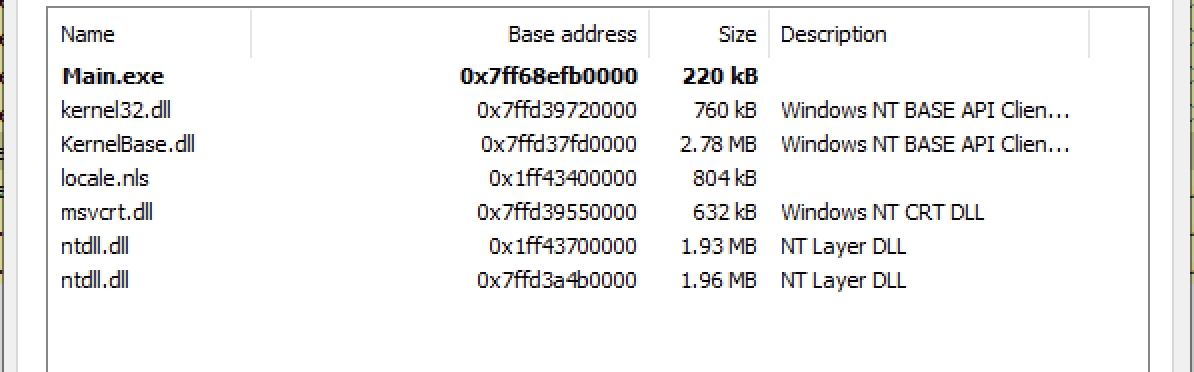 Name Base address Size Description
Main.exe 0x7ff68efb0000 220 kB
kernel32.dll 0x7ffd39720000 760 kB Windows NT BASE API Clien...
KernelBase.dll 0x7ffd37fd0000 2.78 MB Windows NT BASE API Clien...
locale.nls 0x1ff43400000 804 kB
msvcrt.dll 0x7ffd39550000 632 kB Windows NT CRT DLL
ntdll.dll 0x1ff43700000 1.93 MB NT Layer DLL
ntdll.dll 0x7ffd3a4b0000 1.96 MB NT Layer DLL